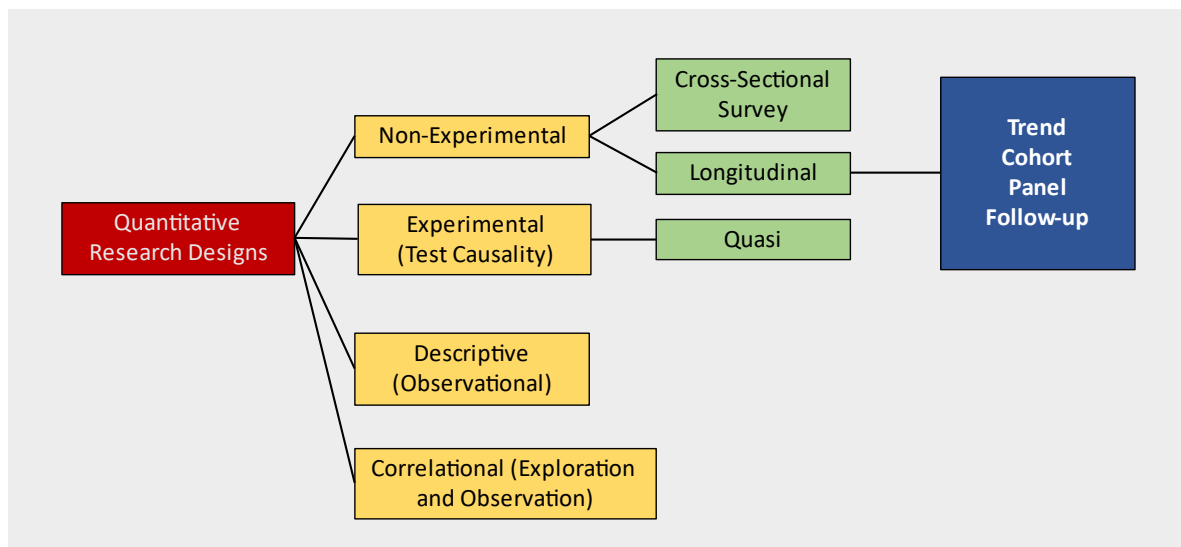 Quantitative
Research Designs
Non-Experimental
Experimental
(Test Causality)
Descriptive
(Observational)
Correlational (Exploration
and Observation)
Cross-Sectional
Survey
Longitudinal
Quasi
Trend
Cohort
Panel
Follow-up